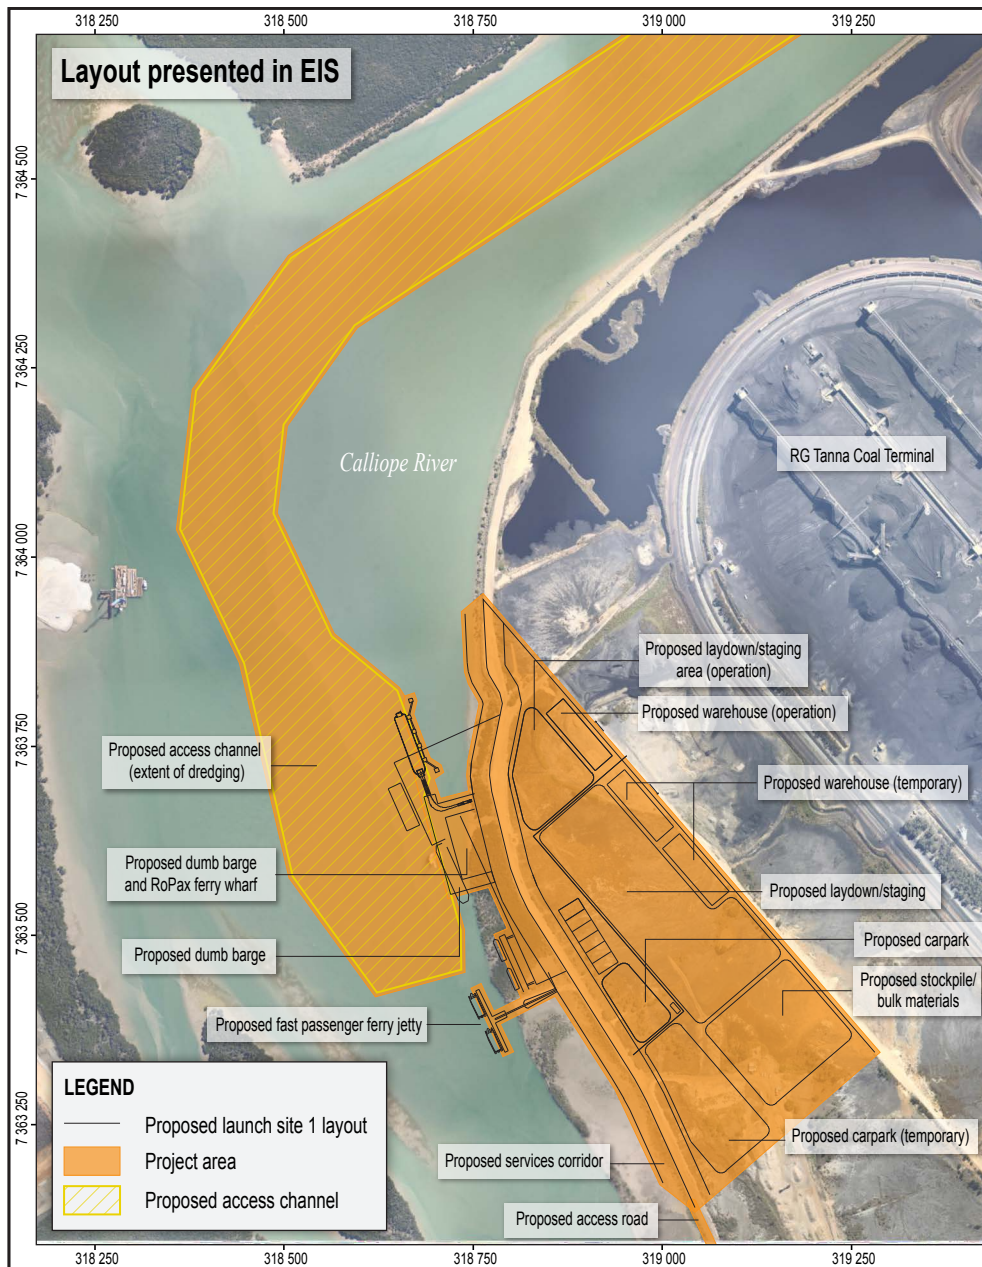 318 250 318 500 318 750 319 000 319 250
Layout presented in EIS
7 364 500
7 364 250
7 364 000
7 363 750
7 363 500
7 363 250
Calliope River
RG Tanna Coal Terminal
Proposed laydown/staging
area (operation)
Proposed warehouse (operation)
Proposed access channel
(extent of dredging)
Proposed warehouse (temporary)
Proposed dumb barge
and RoPax ferry wharf
Proposed laydown/staging
Proposed carpark
Proposed dumb barge
Proposed stockpile/
bulk materials
Proposed fast passenger ferry jetty
Proposed carpark (temporary)
Proposed services corridor
Proposed access road
LEGEND
Proposed launch site 1 layout
Project area
Proposed access channel
318 250 318 500 318 750 319 000 319 250